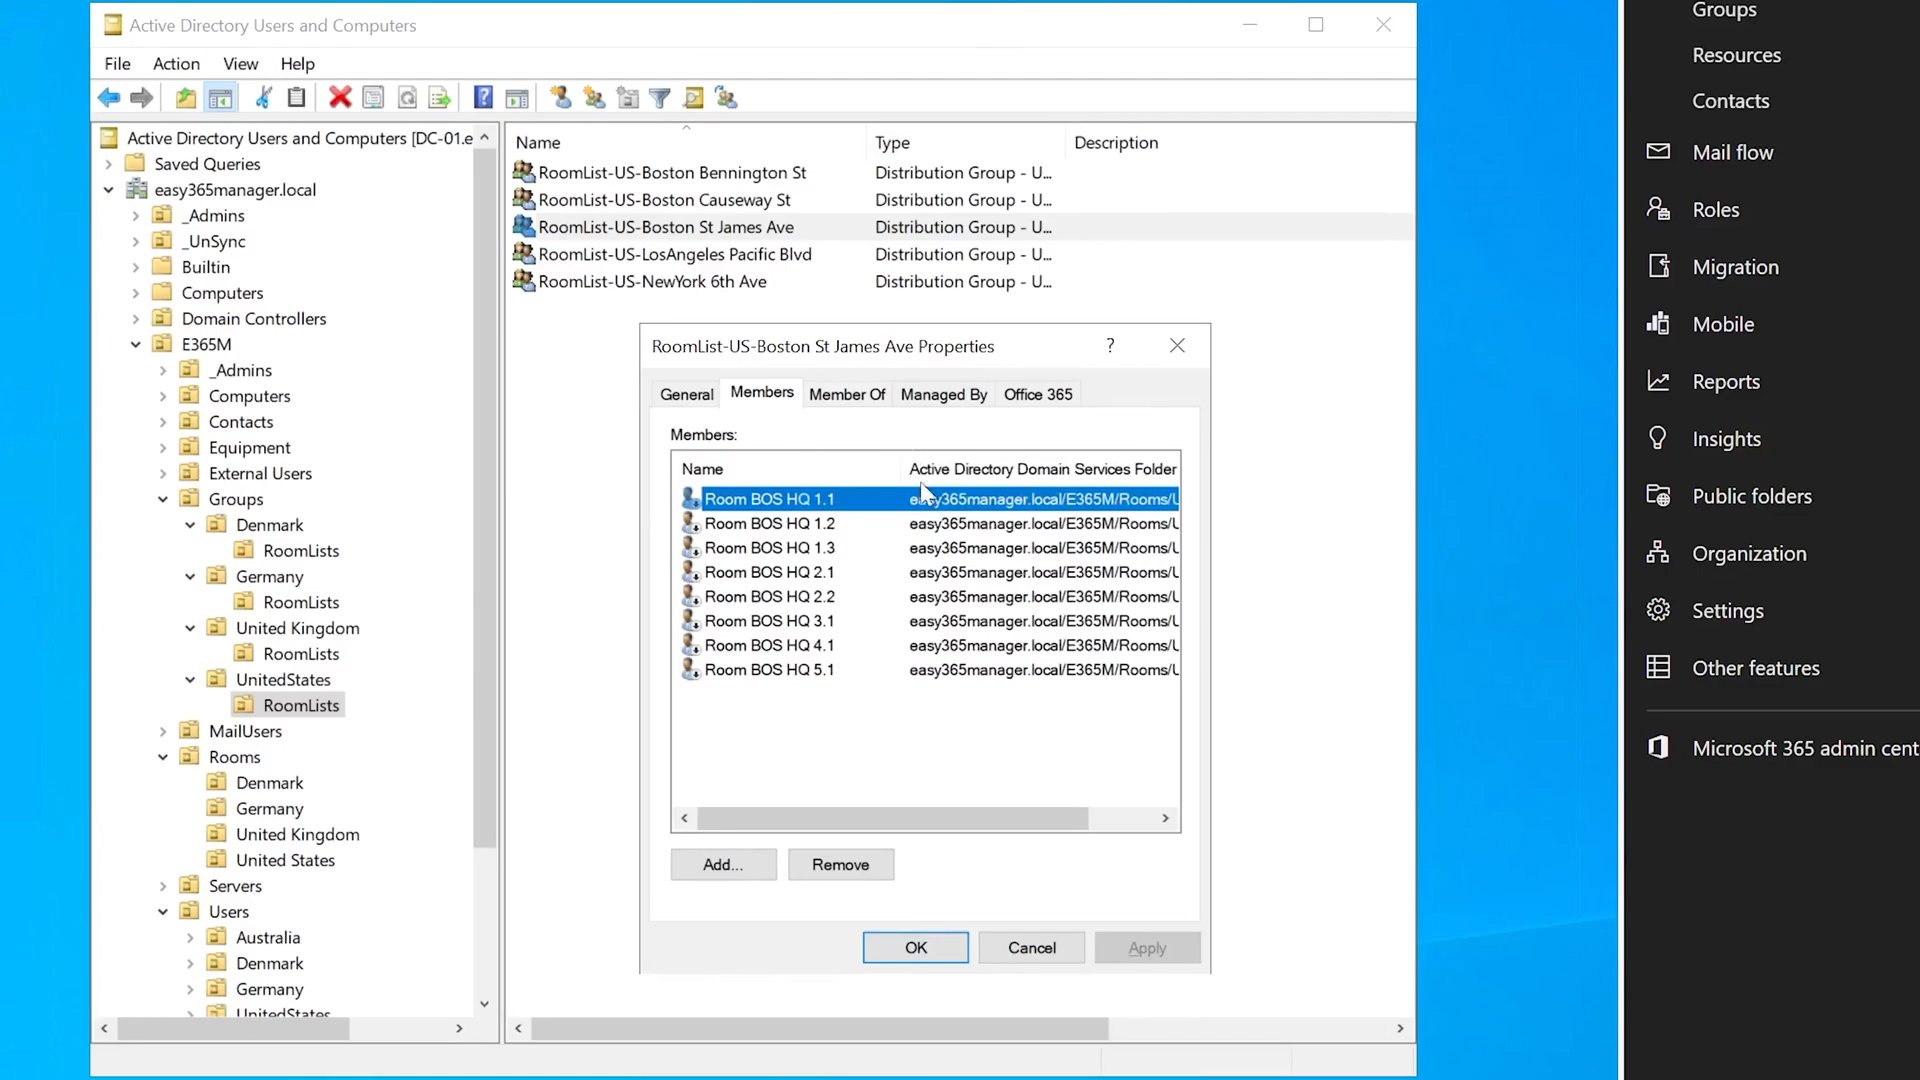 Active Directory Users and Computers
File Action View Help
Active Directory Users and Computers [DC-01.e
Saved Queries
easy365manager.local
_Admins
_UnSync
Builtin
Computers
Domain Controllers
E365M
_Admins
Computers
Contacts
Equipment
External Users
Groups
Denmark
RoomLists
Germany
RoomLists
United Kingdom
RoomLists
UnitedStates
RoomLists
MailUsers
Rooms
Denmark
Germany
United Kingdom
United States
Servers
Users
Australia
Denmark
Germany
UnitedStates
Name Type Description
RoomList-US-Boston Bennington St Distribution Group - U...
RoomList-US-Boston Causeway St Distribution Group - U...
RoomList-US-Boston St James Ave Distribution Group - U...
RoomList-US-LosAngeles Pacific Blvd Distribution Group - U...
RoomList-US-NewYork 6th Ave Distribution Group - U...
RoomList-US-Boston St James Ave Properties ?
General Members Member Of Managed By Office 365
Members:
Name Active Directory Domain Services Folder
Room BOS HQ 1.1 easy365manager.local/E365M/Rooms/U
Room BOS HQ 1.2 easy365manager.local/E365M/Rooms/U
Room BOS HQ 1.3 easy365manager.local/E365M/Rooms/U
Room BOS HQ 2.1 easy365manager.local/E365M/Rooms/U
Room BOS HQ 2.2 easy365manager.local/E365M/Rooms/U
Room BOS HQ 3.1 easy365manager.local/E365M/Rooms/U
Room BOS HQ 4.1 easy365manager.local/E365M/Rooms/U
Room BOS HQ 5.1 easy365manager.local/E365M/Rooms/U
Add... Remove
OK Cancel Apply
Groups
Resources
Contacts
Mail flow
Roles
Migration
Mobile
Reports
Insights
Public folders
Organization
Settings
Other features
Microsoft 365 admin cent